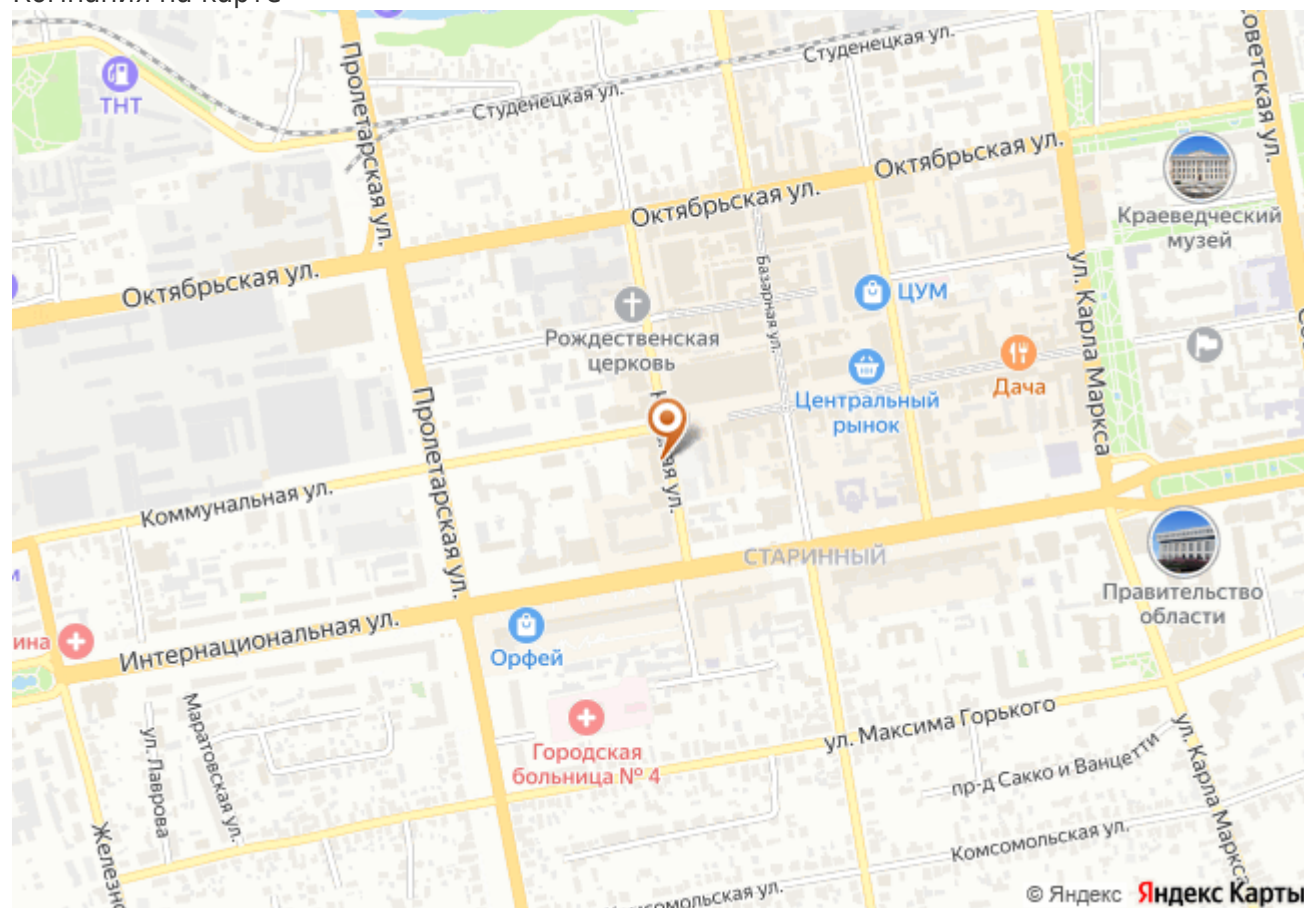 Студенецкая ул.
ТНТ
Пролетарская ул.
Студенецкая ул.
Октябрьская ул.
Краеведческий
музей
Октябрьская ул.
Октябрьская ул.
Базарная ул.
ЦУМ
ул. Карла Маркса
Рождественская
церковь
Дача
Центральный
рынок
Пролетарская ул.
Коммунальная ул.
СТАРИННЫЙ
Правительство
области
Интернациональная ул.
Орфей
Маратовская ул.
ул. Лаврова
Городская
больница № 4
ул. Максима Горького
пр-д Сакко и Ванцетти
ул. Карла Маркса
Комсомольская ул.
© Яндекс Яндекс Карты